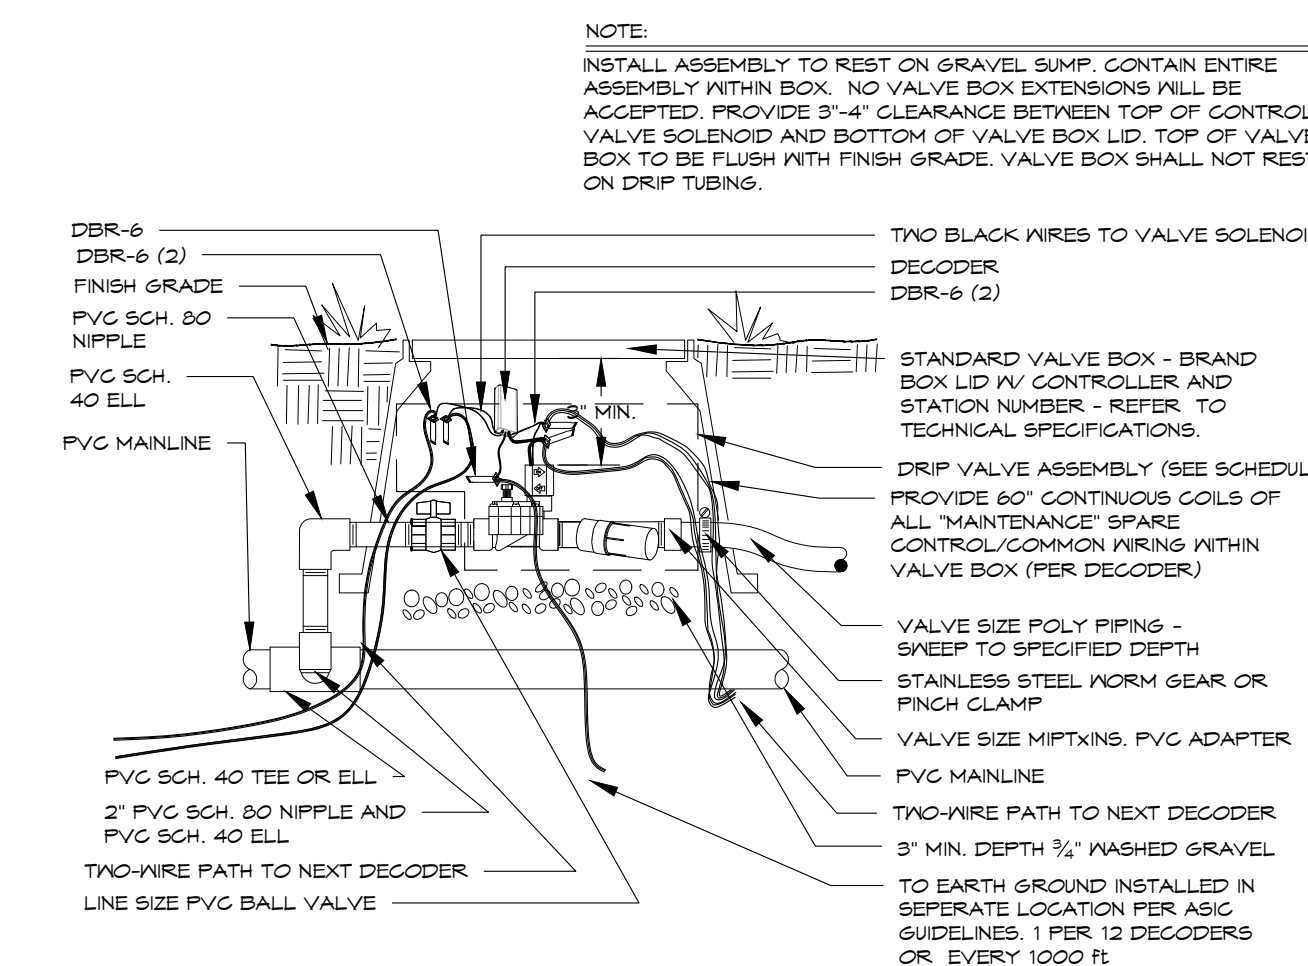 NOTE:
INSTALL ASSEMBLY TO REST ON GRAVEL SUMP. CONTAIN ENTIRE
ASSEMBLY WITHIN BOX. NO VALVE BOX EXTENSIONS WILL BE
ACCEPTED. PROVIDE 3"-4" CLEARANCE BETWEEN TOP OF CONTROL
VALVE SOLENOID AND BOTTOM OF VALVE BOX LID. TOP OF VALVE
BOX TO BE FLUSH WITH FINISH GRADE. VALVE BOX SHALL NOT REST
ON DRIP TUBING.
DBR-6
DBR-6 (2)
FINISH GRADE
PVC SCH. 80
NIPPLE
PVC SCH.
40 ELL
PVC MAINLINE
3" MIN.
TWO BLACK WIRES TO VALVE SOLENOI
DECODER
DBR-6 (2)
STANDARD VALVE BOX - BRAND
BOX LID W/ CONTROLLER AND
STATION NUMBER - REFER TO
TECHNICAL SPECIFICATIONS.
DRIP VALVE ASSEMBLY (SEE SCHEDUL
PROVIDE 60" CONTINUOUS COILS OF
ALL "MAINTENANCE" SPARE
CONTROL/COMMON WIRING WITHIN
VALVE BOX (PER DECODER)
VALVE SIZE POLY PIPING -
SWEEP TO SPECIFIED DEPTH
STAINLESS STEEL WORM GEAR OR
PINCH CLAMP
VALVE SIZE MIPTxINS. PVC ADAPTER
PVC MAINLINE
TWO-WIRE PATH TO NEXT DECODER
3" MIN. DEPTH ¾" WASHED GRAVEL
TO EARTH GROUND INSTALLED IN
SEPERATE LOCATION PER ASIC
GUIDELINES. 1 PER 12 DECODERS
OR EVERY 1000 ft
PVC SCH. 40 TEE OR ELL
2" PVC SCH. 80 NIPPLE AND
PVC SCH. 40 ELL
TWO-WIRE PATH TO NEXT DECODER
LINE SIZE PVC BALL VALVE